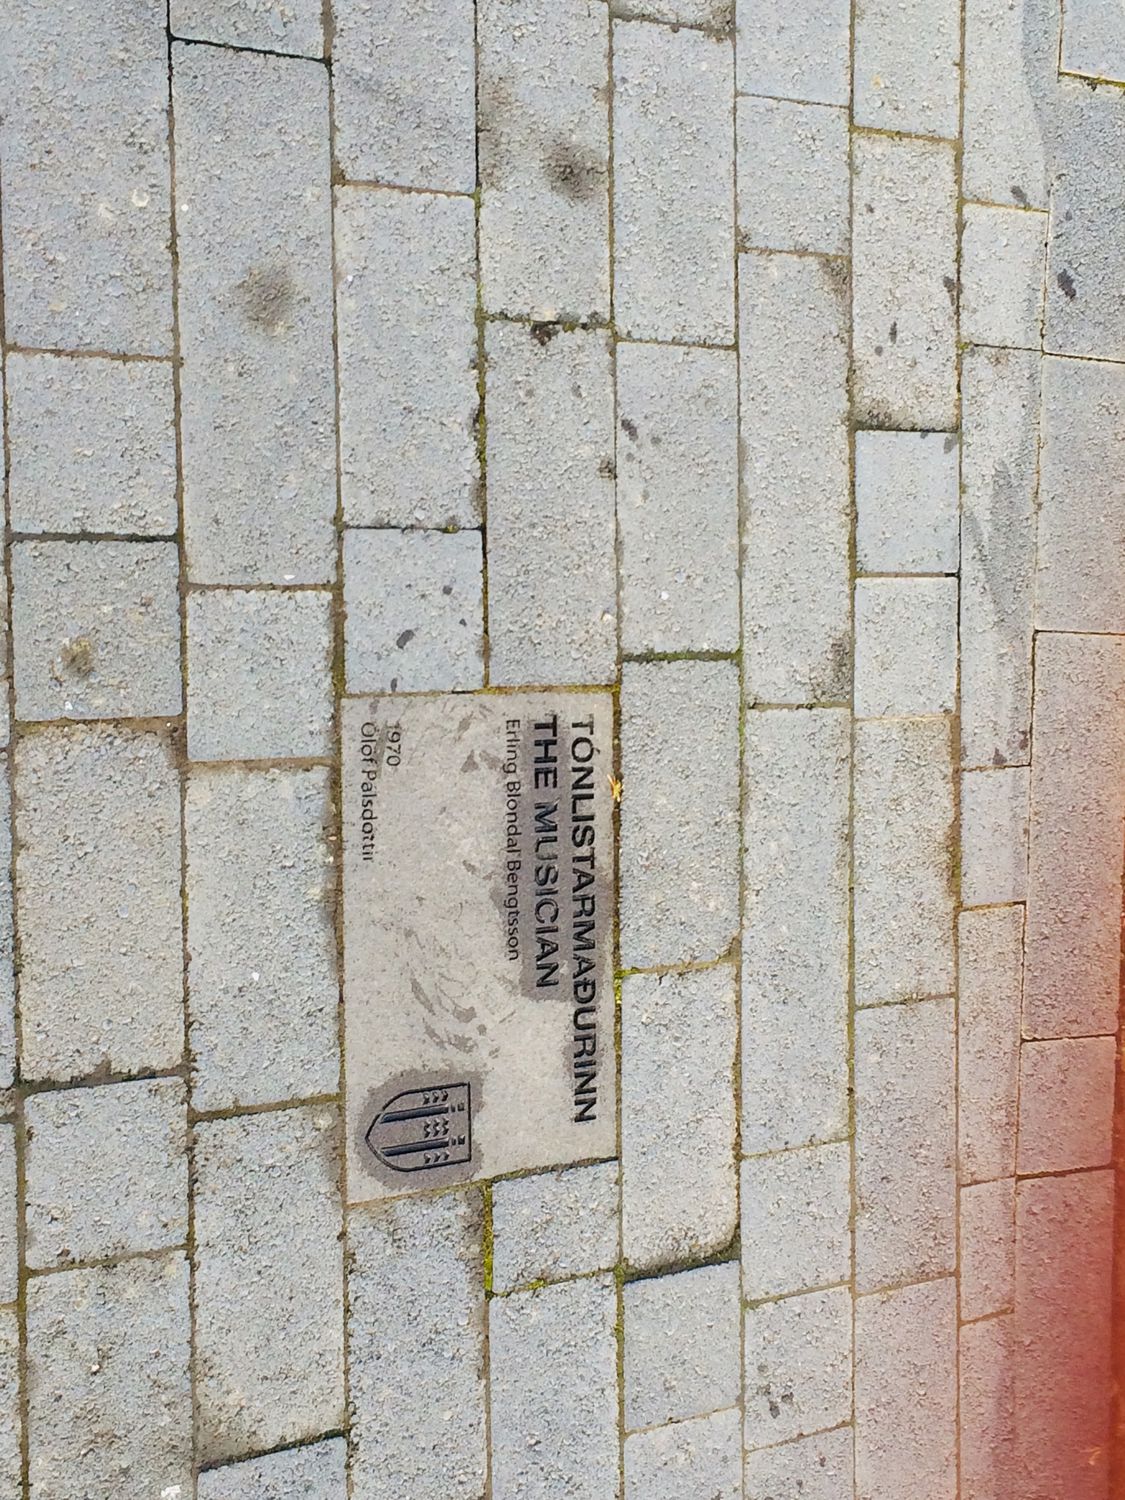 TÓNLISTARMAÐURINN
THE MUSICIAN
Erling Blöndal Bengtsson
1970
Ólöf Pálsdóttir